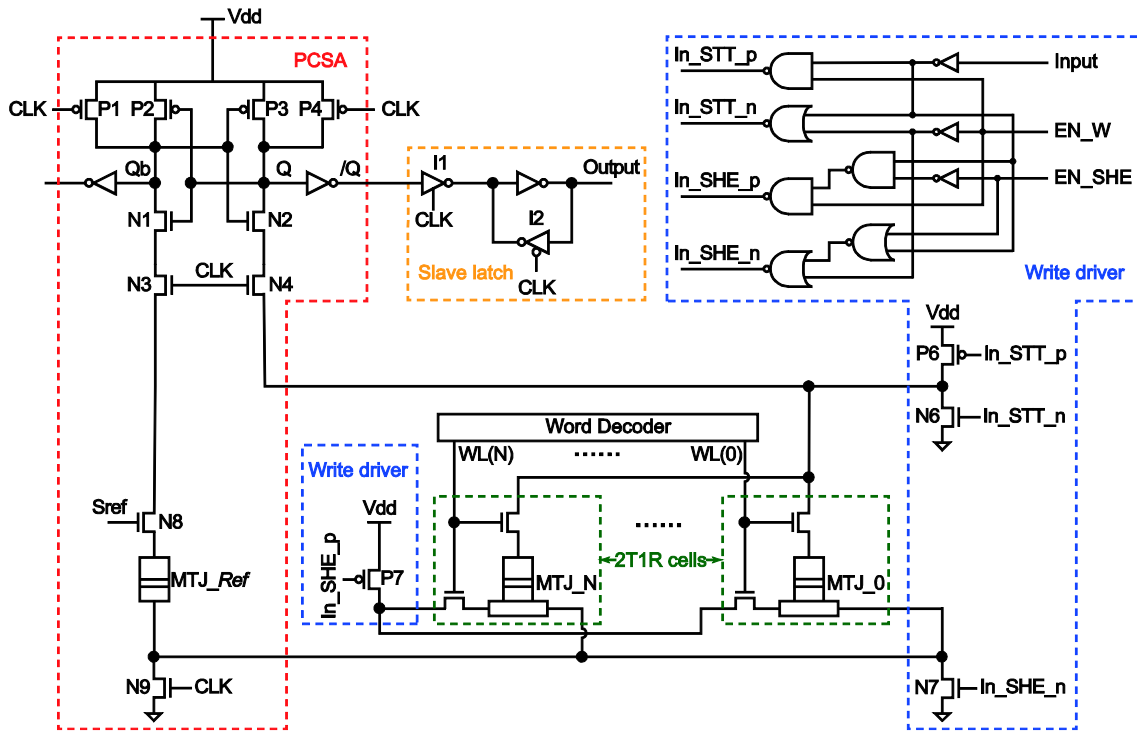 Vdd
PCSA
CLK
P1
P2
P3
P4
CLK
Qb
Q
/Q
N1
N2
N3
CLK
N4
I1
CLK
Output
I2
Slave latch
CLK
In_STT_p
Input
In_STT_n
EN_W
In_SHE_p
EN_SHE
In_SHE_n
Write driver
Vdd
P6
In_STT_p
N6
In_STT_n
Word Decoder
WL(N)
......
WL(0)
Write driver
Vdd
In_SHE_p
P7
Sref
N8
MTJ_Ref
......
2T1R cells
MTJ_N
MTJ_0
N9
CLK
N7
In_SHE_n